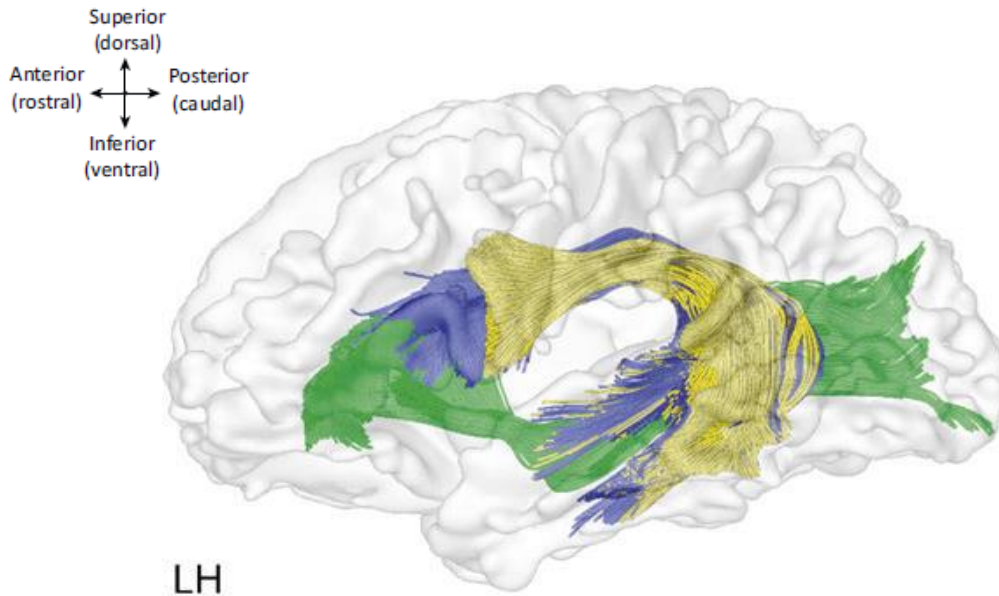 Superior
(dorsal)
Anterior
(rostral)
Posterior
(caudal)
Inferior
(ventral)
LH